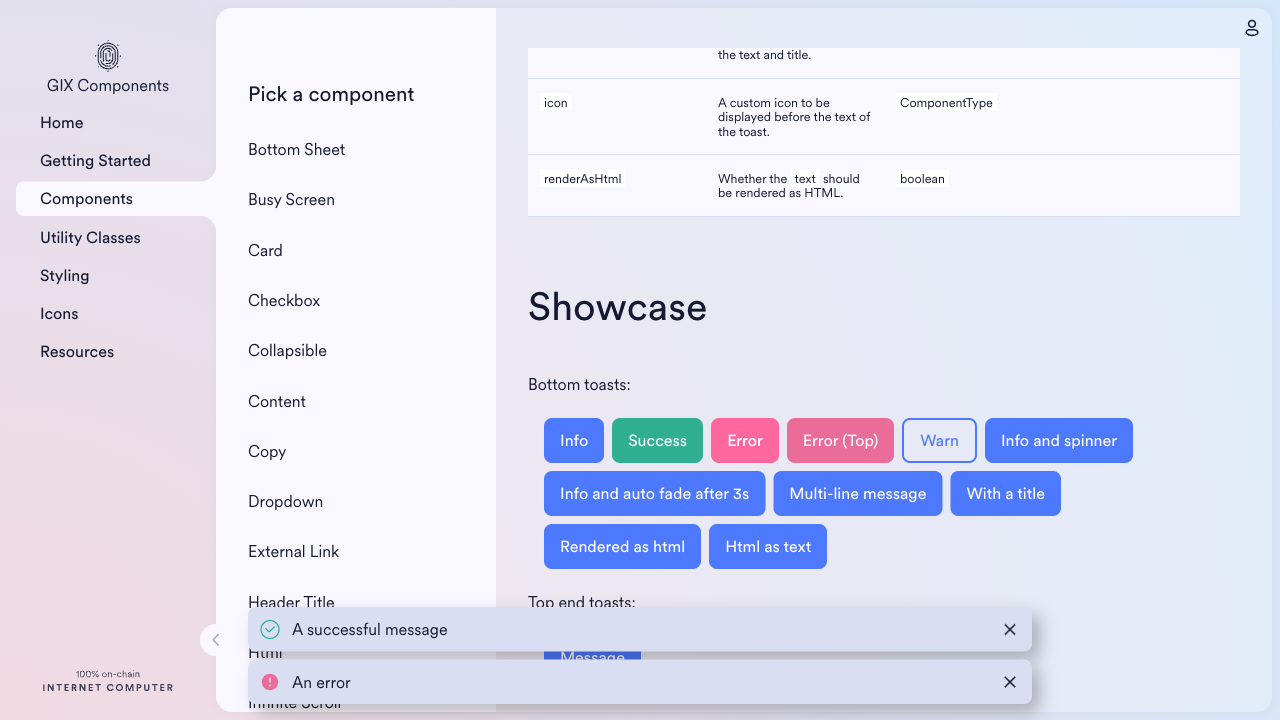 GIX Components
Home
Getting Started
Components
Utility Classes
Styling
Icons
Resources
100% on-chain
INTERNET COMPUTER
Pick a component
Bottom Sheet
Busy Screen
Card
Checkbox
Collapsible
Content
Copy
Dropdown
External Link
Header Title
Html
Infinite Scroll
the text and title.
icon
A custom icon to be
displayed before the text of
the toast.
ComponentType
renderAsHtml
Whether the text should
be rendered as HTML.
boolean
Showcase
Bottom toasts:
Info
Success
Error
Error (Top)
Warn
Info and spinner
Info and auto fade after 3s
Multi-line message
With a title
Rendered as html
Html as text
Top end toasts:
Message
A successful message
An error